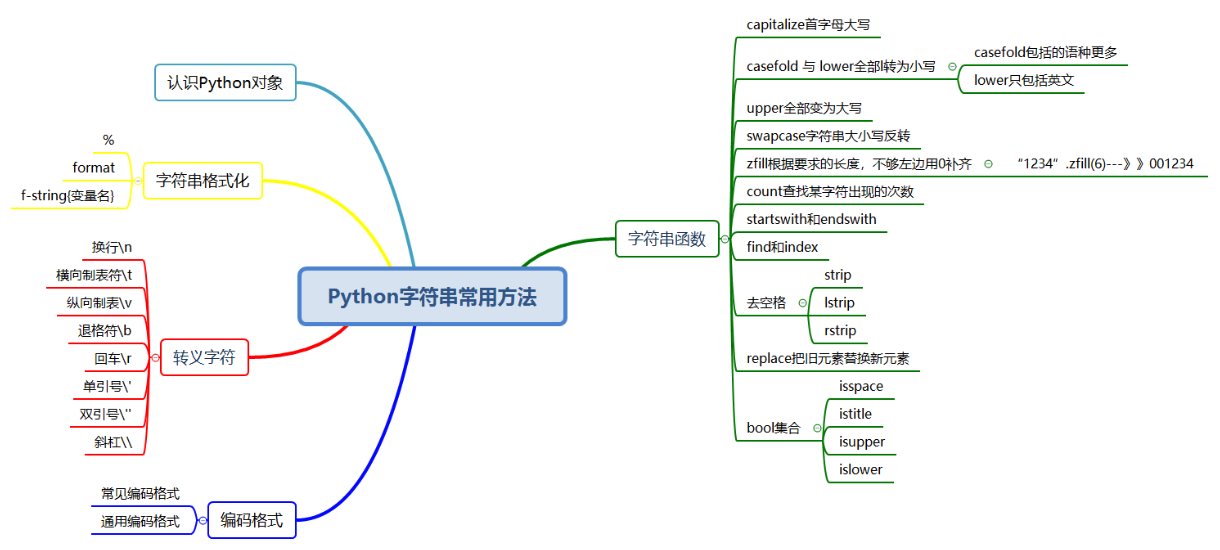 认识Python对象
%
format
f-string{变量名}
字符串格式化
换行\n
横向制表符\t
纵向制表\v
退格符\b
回车\r
单引号\'
双引号\"
斜杠\\
转义字符
常见编码格式
通用编码格式
编码格式
Python字符串常用方法
字符串函数
capitalize首字母大写
casefold 与 lower全部l转为小写
casefold包括的语种更多
lower只包括英文
upper全部变为大写
swapcase字符串大小写反转
zfill根据要求的长度，不够左边用0补齐
“1234”.zfill(6)---》》001234
count查找某字符出现的次数
startswith和endswith
find和index
去空格
strip
lstrip
rstrip
replace把旧元素替换新元素
bool集合
isspace
istitle
isupper
islower